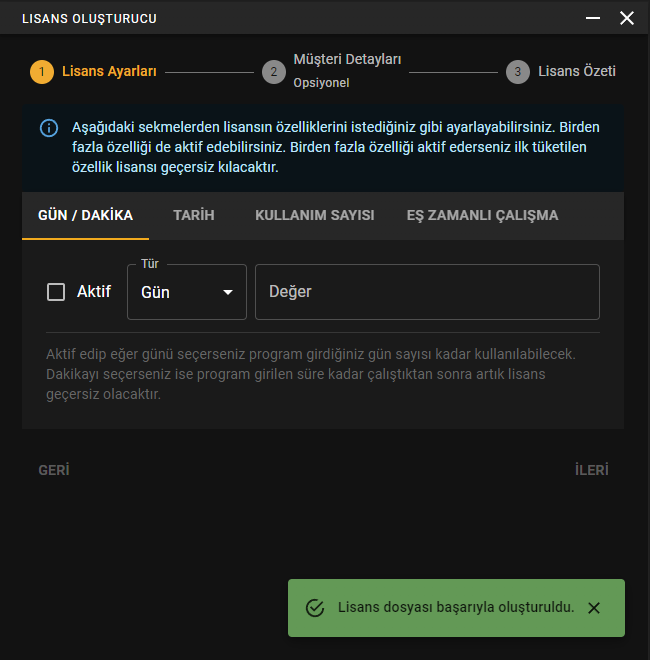 LISANS OLUŞTURUCU
1 Lisans Ayarları
2 Müşteri Detayları
Opsiyonel
3 Lisans Özeti
Aşağıdaki sekmelerden lisansın özelliklerini istediğiniz gibi ayarlayabilirsiniz. Birden
fazla özelliği de aktif edebilirsiniz. Birden fazla özelliği aktif ederseniz ilk tüketilen
özellik lisansı geçersiz kılacaktır.
GÜN / DAKİKA TARİH KULLANIM SAYISI EŞ ZAMANLI ÇALIŞMA
Aktif
Tür
Gün
Değer
Aktif edip eğer günü seçerseniz program girdiğiniz gün sayısı kadar kullanılabilecek.
Dakikayı seçerseniz ise program girilen süre kadar çalıştıktan sonra artık lisans
geçersiz olacaktır.
GERİ İLERİ
Lisans dosyası başarıyla oluşturuldu.